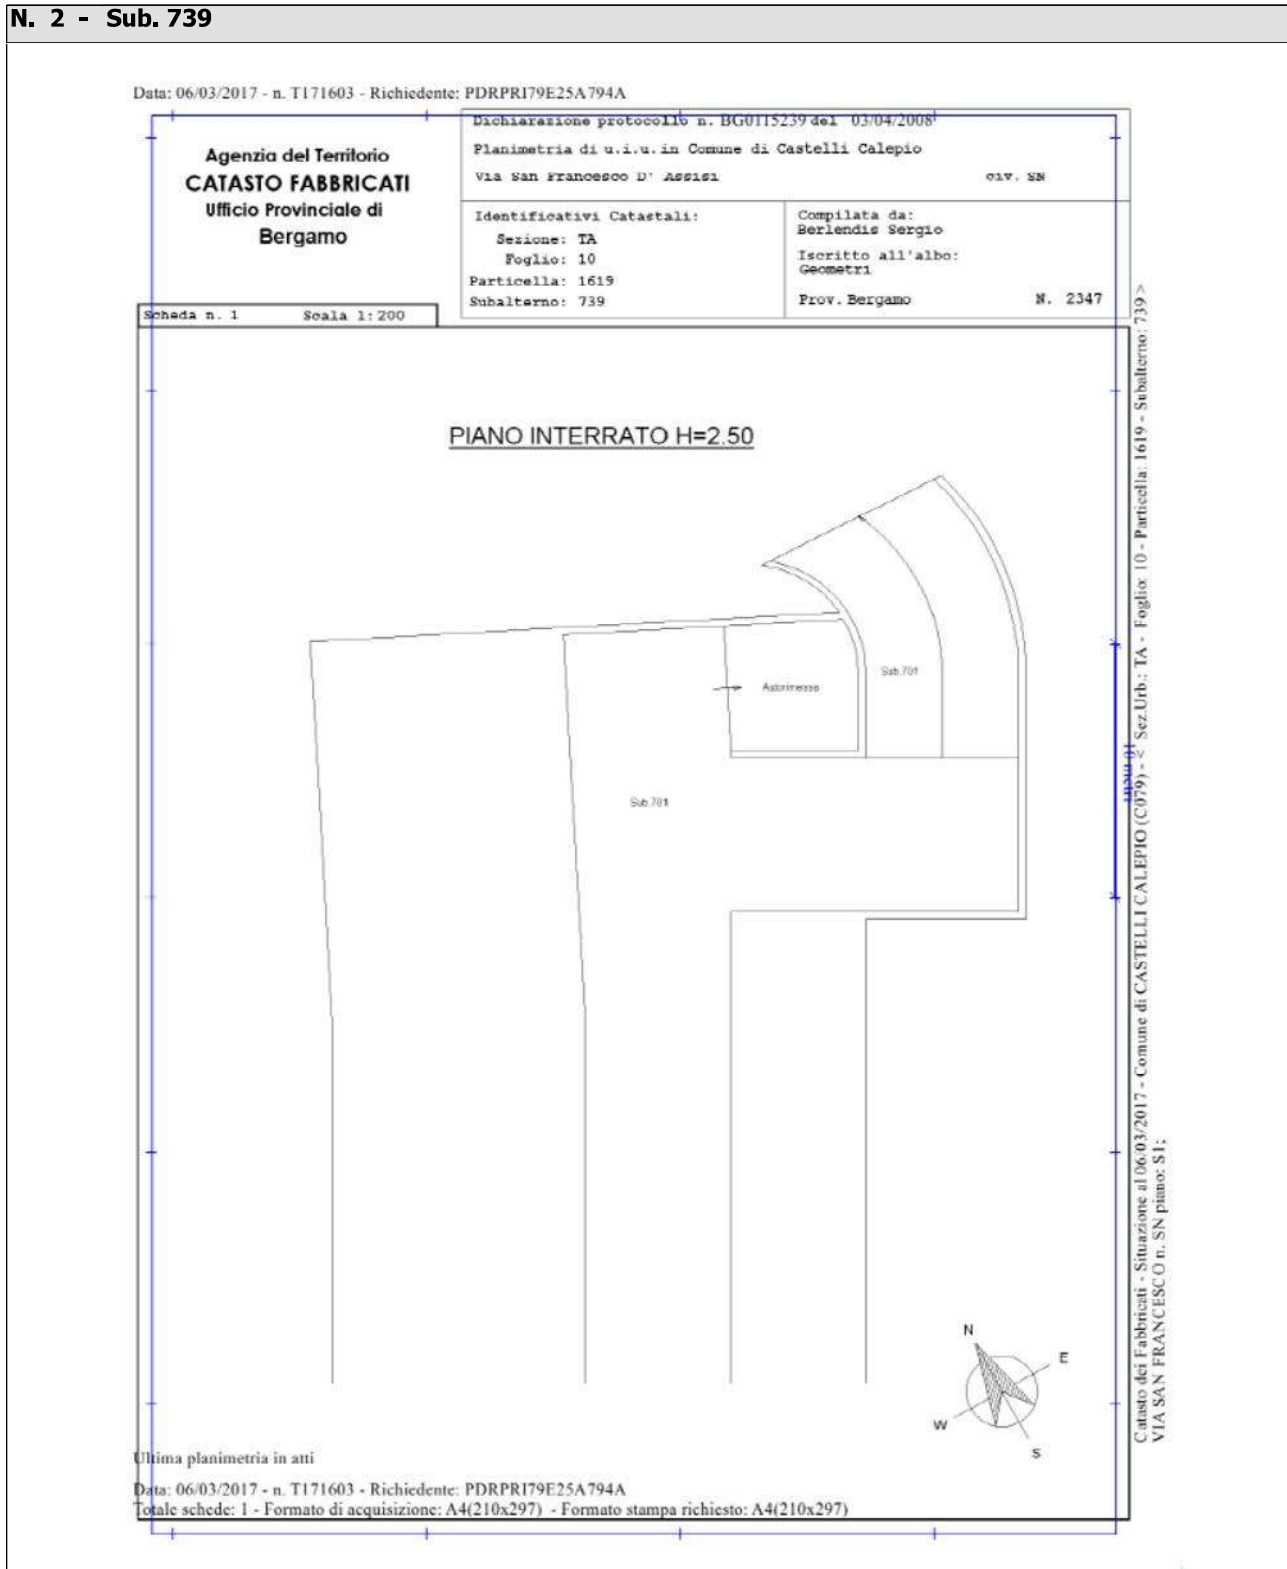 N. 2 - Sub. 739
Data: 06/03/2017 - n. T171603 - Richiedente: PDRPRI79E25A794A
Agenzia del Territorio
CATASTO FABBRICATI
Ufficio Provinciale di
Bergamo
Dichiarazione protocollo n. BG0115239 del 03/04/2008
Planimetria di u.i.u. in Comune di Castelli Calepio
Via San Francesco D' Assisi civ. SN
Identificativi Catastali:
Sezione: TA
Foglio: 10
Particella: 1619
Subalterno: 739
Compilata da:
Berlendis Sergio
Iscritto all'albo:
Geometri
Prov. Bergamo N. 2347
Scheda n. 1 Scala 1:200
PIANO INTERRATO H=2.50
Sub.701
Autorimessa
Sub.701
10 metri
N
E
W
S
Catasto dei Fabbricati - Situazione al 06/03/2017 - Comune di CASTELLI CALEPIO (C079) - < Sez.Urb.: TA - Foglio: 10 - Particella: 1619 - Subalterno: 739 >
VIA SAN FRANCESCO n. SN piano: S1;
Ultima planimetria in atti
Data: 06/03/2017 - n. T171603 - Richiedente: PDRPRI79E25A794A
Totale schede: 1 - Formato di acquisizione: A4(210x297) - Formato stampa richiesto: A4(210x297)